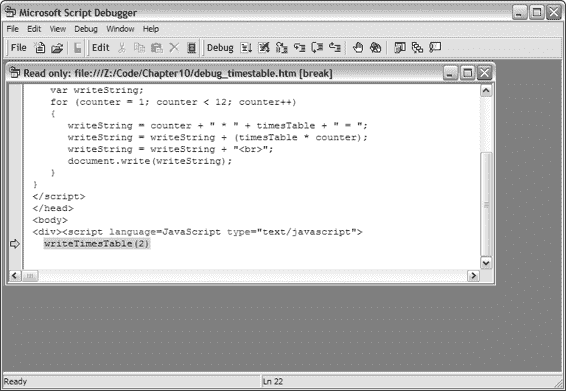 Microsoft Script Debugger
File Edit View Debug Window Help
File Edit Debug
Read only: file:///Z:/Code/Chapter10/debug_timestable.htm [break]
var writeString;
for (counter = 1; counter < 12; counter++)
{
writeString = counter + " * " + timesTable + " = ";
writeString = writeString + (timesTable * counter);
writeString = writeString + "<br>";
document.write(writeString);
}
}
</script>
</head>
<body>
<div><script language=JavaScript type="text/javascript">
writeTimesTable(2)
Ready Ln 22